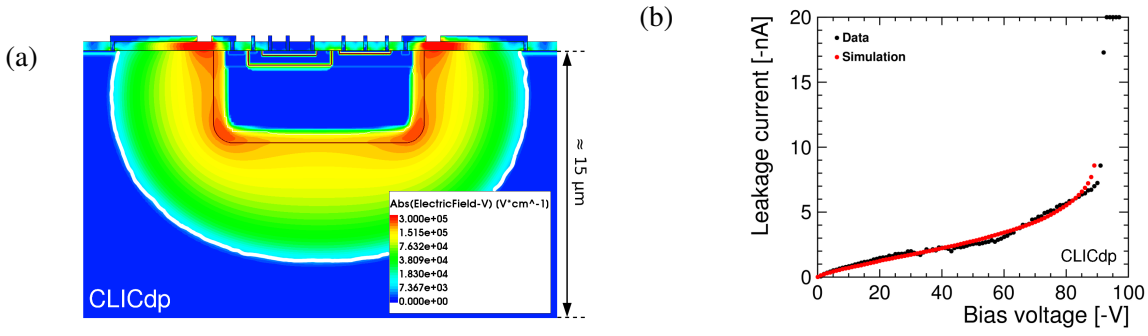 (a)
≈ 15 μm
Abs(ElectricField-V) (V*cm^-1)
3.000e+05
1.515e+05
7.632e+04
3.809e+04
1.830e+04
7.367e+03
0.000e+00
CLICdp
(b)
Leakage current [-nA]
20
15
10
5
0
Data
Simulation
CLICdp
0 20 40 60 80 100
Bias voltage [-V]